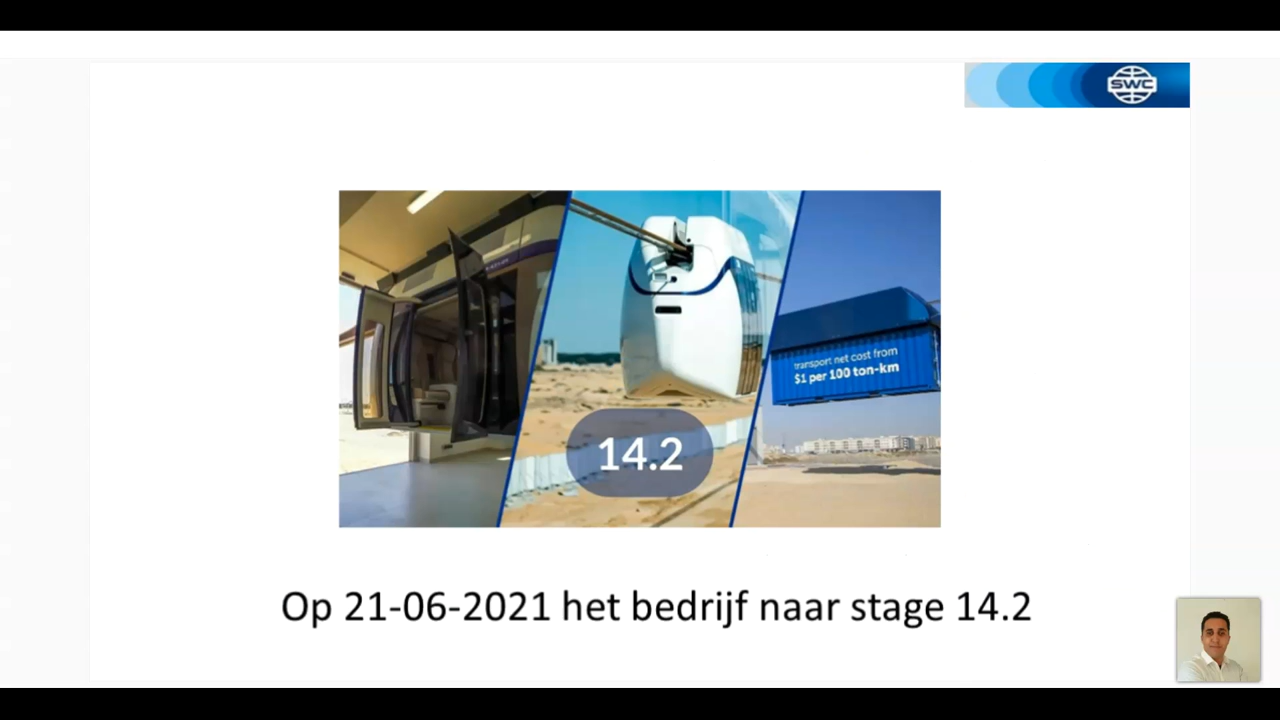 SWC
transport net cost from
$1 per 100 ton-km
14.2
Op 21-06-2021 het bedrijf naar stage 14.2